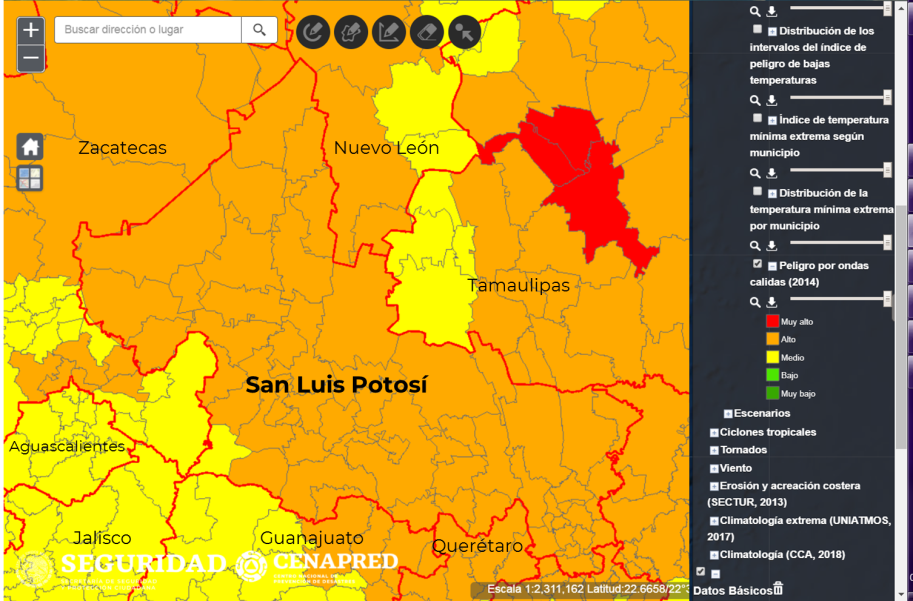 +
Buscar dirección o lugar
−
Zacatecas
Nuevo León
Tamaulipas
San Luis Potosí
Aguascalientes
Jalisco
Guanajuato
Querétaro
SEGURIDAD
CENAPRED
Escala 1:2,311,162 Latitud:22.6658/22°3
Distribución de los
intervalos del índice de
peligro de bajas
temperaturas
Índice de temperatura
mínima extrema según
municipio
Distribución de la
temperatura mínima extrema
por municipio
Peligro por ondas
calidas (2014)
Muy alto
Alto
Medio
Bajo
Muy bajo
Escenarios
Ciclones tropicales
Tornados
Viento
Erosión y acreación costera
(SECTUR, 2013)
Climatología extrema (UNIATMOS,
2017)
Climatología (CCA, 2018)
Datos Básicos